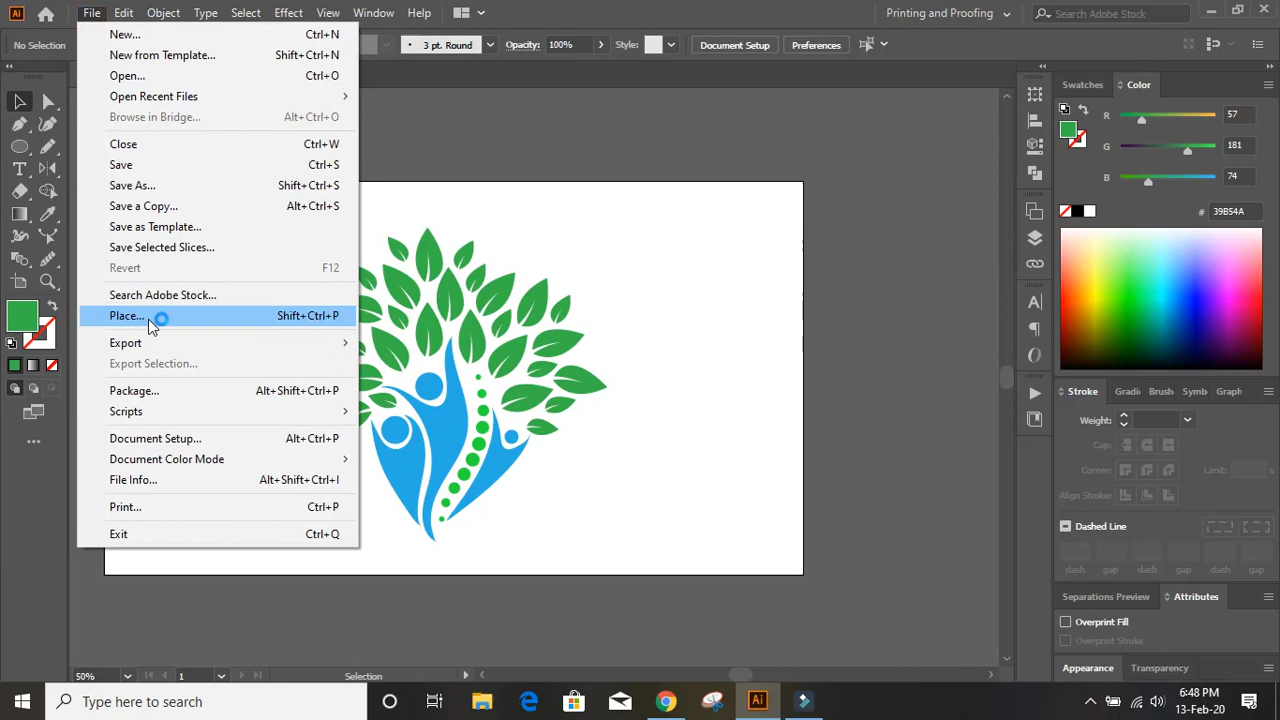 Ai File Edit Object Type Select Effect View Window Help Printing and Proofing Search Adobe Stock
No Selection 3 pt. Round Opacity: 100% Style: Document Setup Preferences
New... Ctrl+N
New from Template... Shift+Ctrl+N
Open... Ctrl+O
Open Recent Files
Browse in Bridge... Alt+Ctrl+O
Close Ctrl+W
Save Ctrl+S
Save As... Shift+Ctrl+S
Save a Copy... Alt+Ctrl+S
Save as Template...
Save Selected Slices...
Revert F12
Search Adobe Stock...
Place... Shift+Ctrl+P
Export
Export Selection...
Package... Alt+Shift+Ctrl+P
Scripts
Document Setup... Alt+Ctrl+P
Document Color Mode
File Info... Alt+Shift+Ctrl+I
Print... Ctrl+P
Exit Ctrl+Q
Swatches Color
R 57
G 181
B 74
# 39B54A
Stroke Gradi Brush Symb Graph
Weight:
Cap:
Corner: Limit:
Align Stroke:
Dashed Line
dash gap dash gap dash gap
Separations Preview Attributes
Overprint Fill
Overprint Stroke
Appearance Transparency
50% 1 Selection
Type here to search
Ai
6:48 PM
13-Feb-20